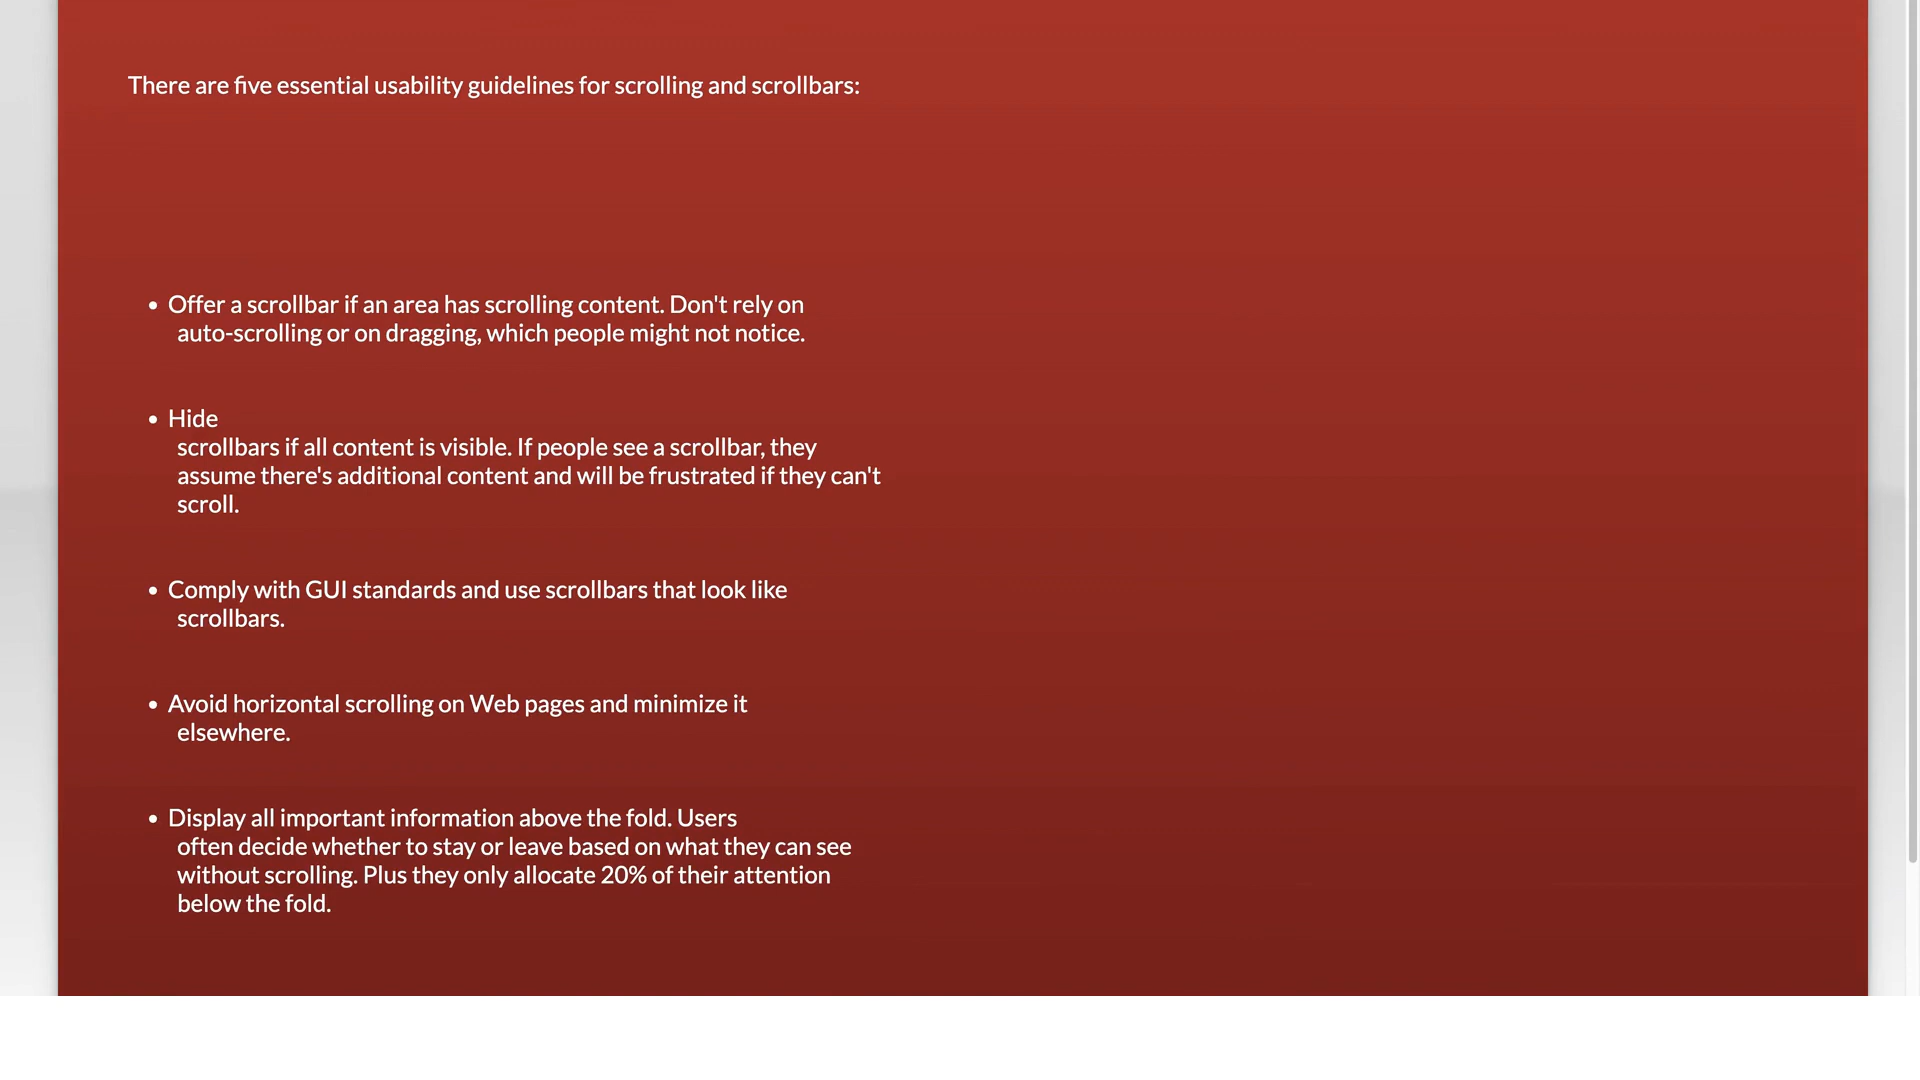 There are five essential usability guidelines for scrolling and scrollbars:
• Offer a scrollbar if an area has scrolling content. Don't rely on
auto-scrolling or on dragging, which people might not notice.
• Hide
scrollbars if all content is visible. If people see a scrollbar, they
assume there's additional content and will be frustrated if they can't
scroll.
• Comply with GUI standards and use scrollbars that look like
scrollbars.
• Avoid horizontal scrolling on Web pages and minimize it
elsewhere.
• Display all important information above the fold. Users
often decide whether to stay or leave based on what they can see
without scrolling. Plus they only allocate 20% of their attention
below the fold.